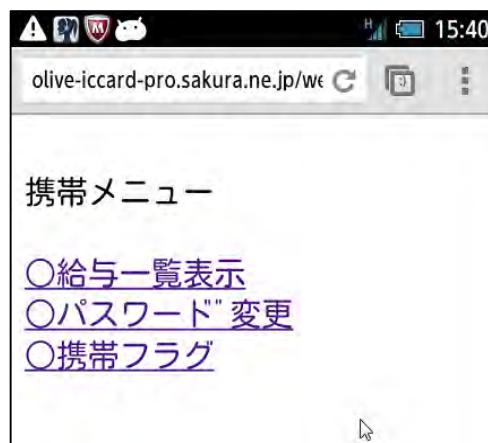 H 15:40
olive-iccard-pro.sakura.ne.jp/we
携帯メニュー
○給与一覧表示
○パスワード゛変更
○携帯フラグ